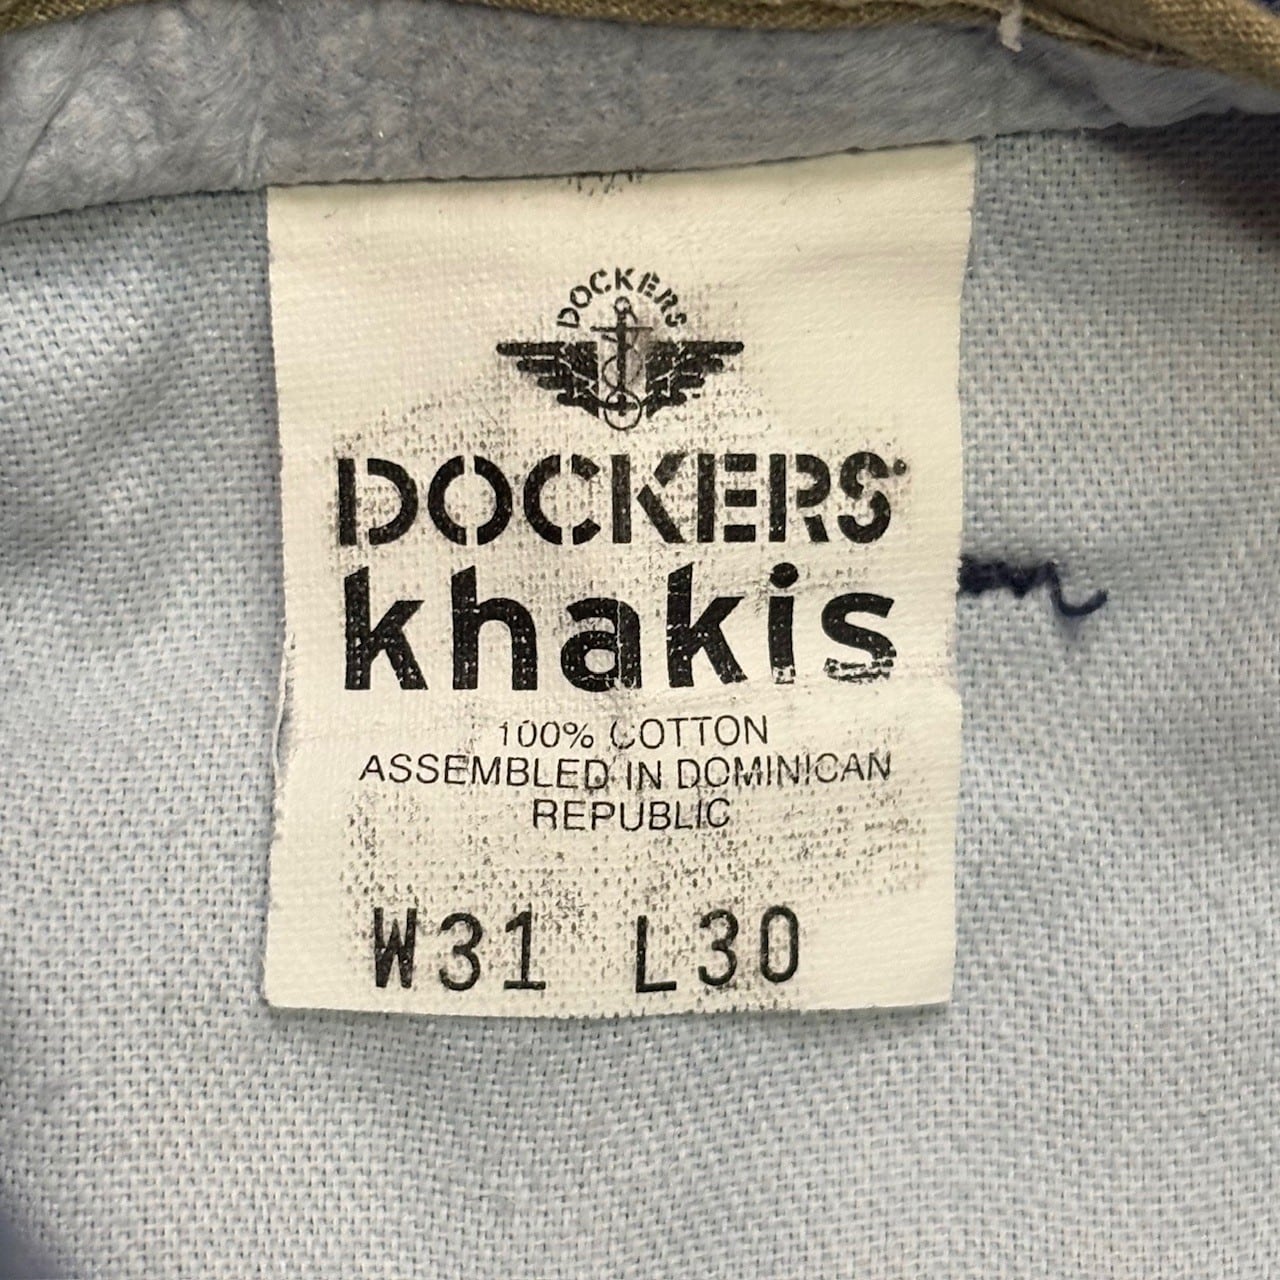 DOCKERS
DOCKERS®
khakis
100% COTTON
ASSEMBLED IN DOMINICAN
REPUBLIC
W31 L30